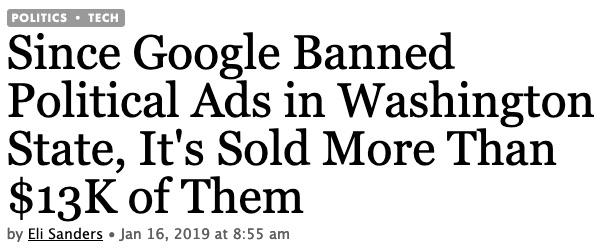 POLITICS • TECH
Since Google Banned
Political Ads in Washington
State, It's Sold More Than
$13K of Them
by Eli Sanders • Jan 16, 2019 at 8:55 am